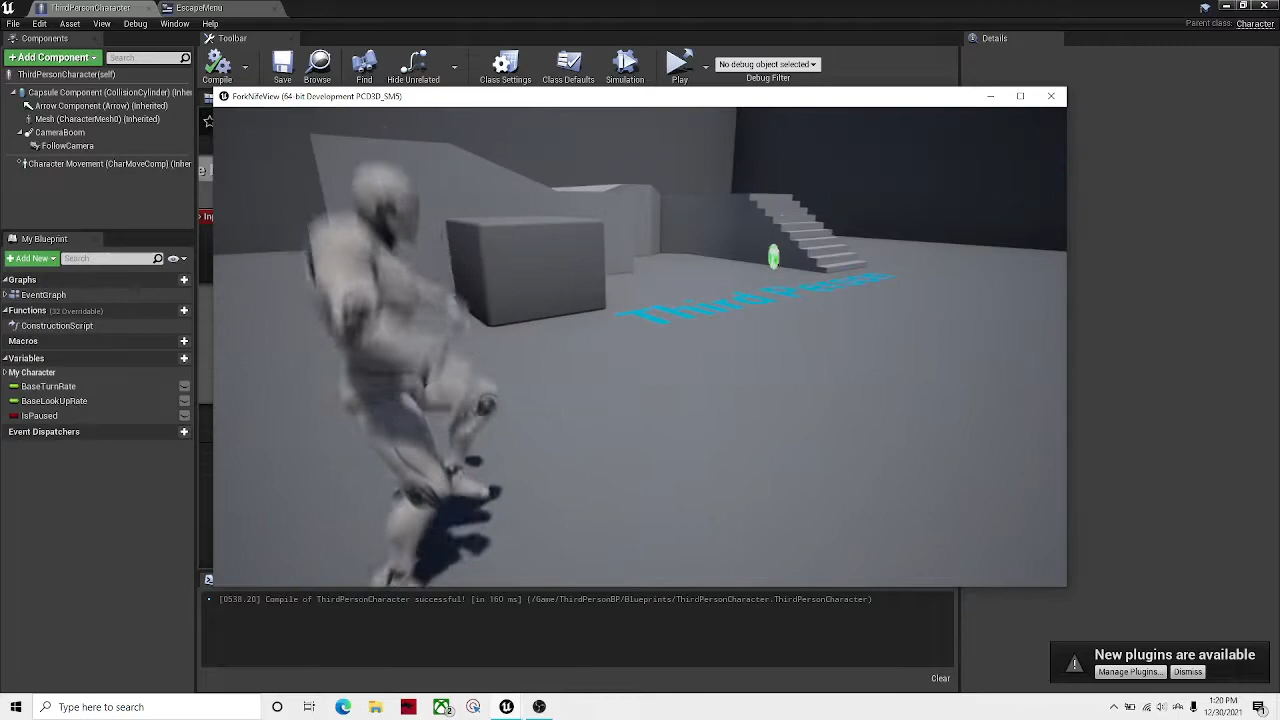 ThirdPersonCharacter
EscapeMenu
File Edit Asset View Debug Window Help
Parent class: Character
Components
Toolbar
Details
+Add Component
Search
Compile
Save
Browse
Find
Hide Unrelated
Class Settings
Class Defaults
Simulation
Play
No debug object selected
Debug Filter
ThirdPersonCharacter(self)
Capsule Component (CollisionCylinder) (Inher
Arrow Component (Arrow) (Inherited)
Mesh (CharacterMesh0) (Inherited)
CameraBoom
FollowCamera
Character Movement (CharMoveComp) (Inher
ForkNifeView (64-bit Development PCD3D_SM5)
My Blueprint
+Add New
Search
Graphs
EventGraph
Functions (32 Overridable)
ConstructionScript
Macros
Variables
My Character
BaseTurnRate
BaseLookUpRate
IsPaused
Event Dispatchers
Third
[0538.20] Compile of ThirdPersonCharacter successful! [in 160 ms] (/Game/ThirdPersonBP/Blueprints/ThirdPersonCharacter.ThirdPersonCharacter)
Clear
New plugins are available
Manage Plugins...
Dismiss
Type here to search
1:20 PM
12/30/2021